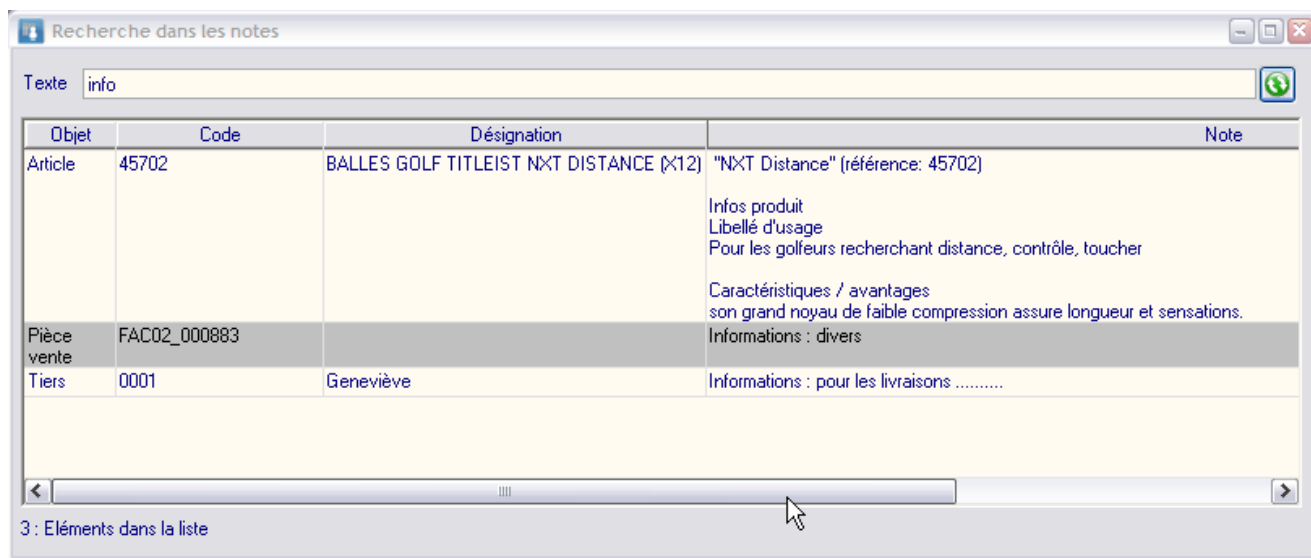 Recherche dans les notes
Texte info
Objet Code Désignation Note
Article 45702 BALLES GOLF TITLEIST NXT DISTANCE (X12) "NXT Distance" (référence: 45702)
Infos produit
Libellé d'usage
Pour les golfeurs recherchant distance, contrôle, toucher
Caractéristiques / avantages
son grand noyau de faible compression assure longueur et sensations.
Pièce vente FAC02_000883 Informations : divers
Tiers 0001 Geneviève Informations : pour les livraisons ..........
3 : Eléments dans la liste